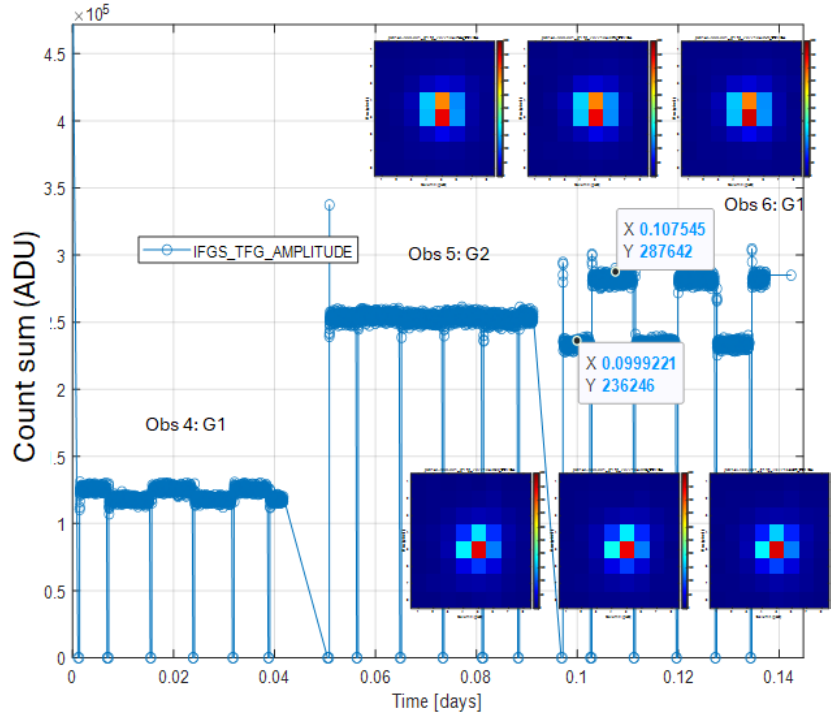 ×10⁵
4.5
4
3.5
3
2.5
2
1.5
1
0.5
0
Count sum (ADU)
IFGS_TFG_AMPLITUDE
Obs 4: G1
Obs 5: G2
Obs 6: G1
X 0.107545
Y 287642
X 0.0999221
Y 236246
0
0.02
0.04
0.06
0.08
0.1
0.12
0.14
Time [days]